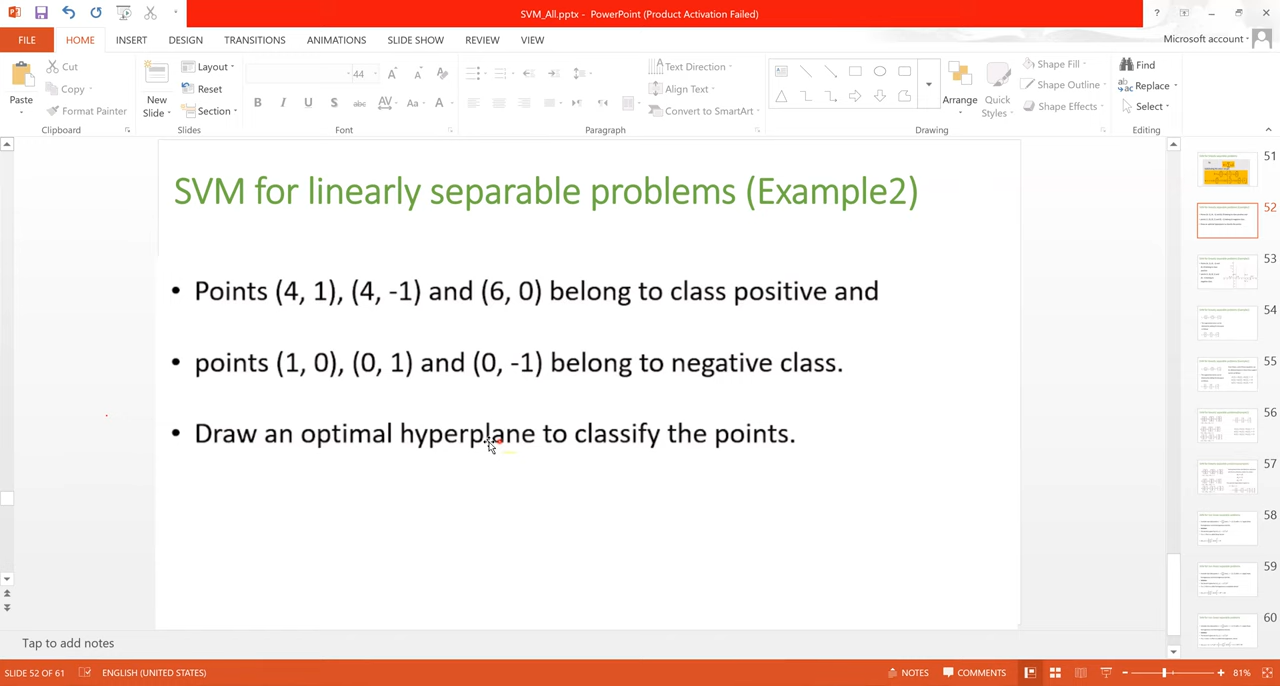 SVM_All.pptx - PowerPoint (Product Activation Failed)
FILE HOME INSERT DESIGN TRANSITIONS ANIMATIONS SLIDE SHOW REVIEW VIEW
Microsoft account
Paste
Cut
Copy
Format Painter
Clipboard
New Slide
Layout
Reset
Section
Slides
44
B I U S abc AV Aa A
Font
Text Direction
Align Text
Convert to SmartArt
Paragraph
Arrange
Quick Styles
Shape Fill
Shape Outline
Shape Effects
Drawing
Find
Replace
Select
Editing
SVM for linearly separable problems (Example2)
• Points (4, 1), (4, -1) and (6, 0) belong to class positive and
• points (1, 0), (0, 1) and (0, -1) belong to negative class.
• Draw an optimal hyperplane to classify the points.
51
52
53
54
55
56
57
58
59
60
Tap to add notes
SLIDE 52 OF 61 ENGLISH (UNITED STATES) NOTES COMMENTS 81%